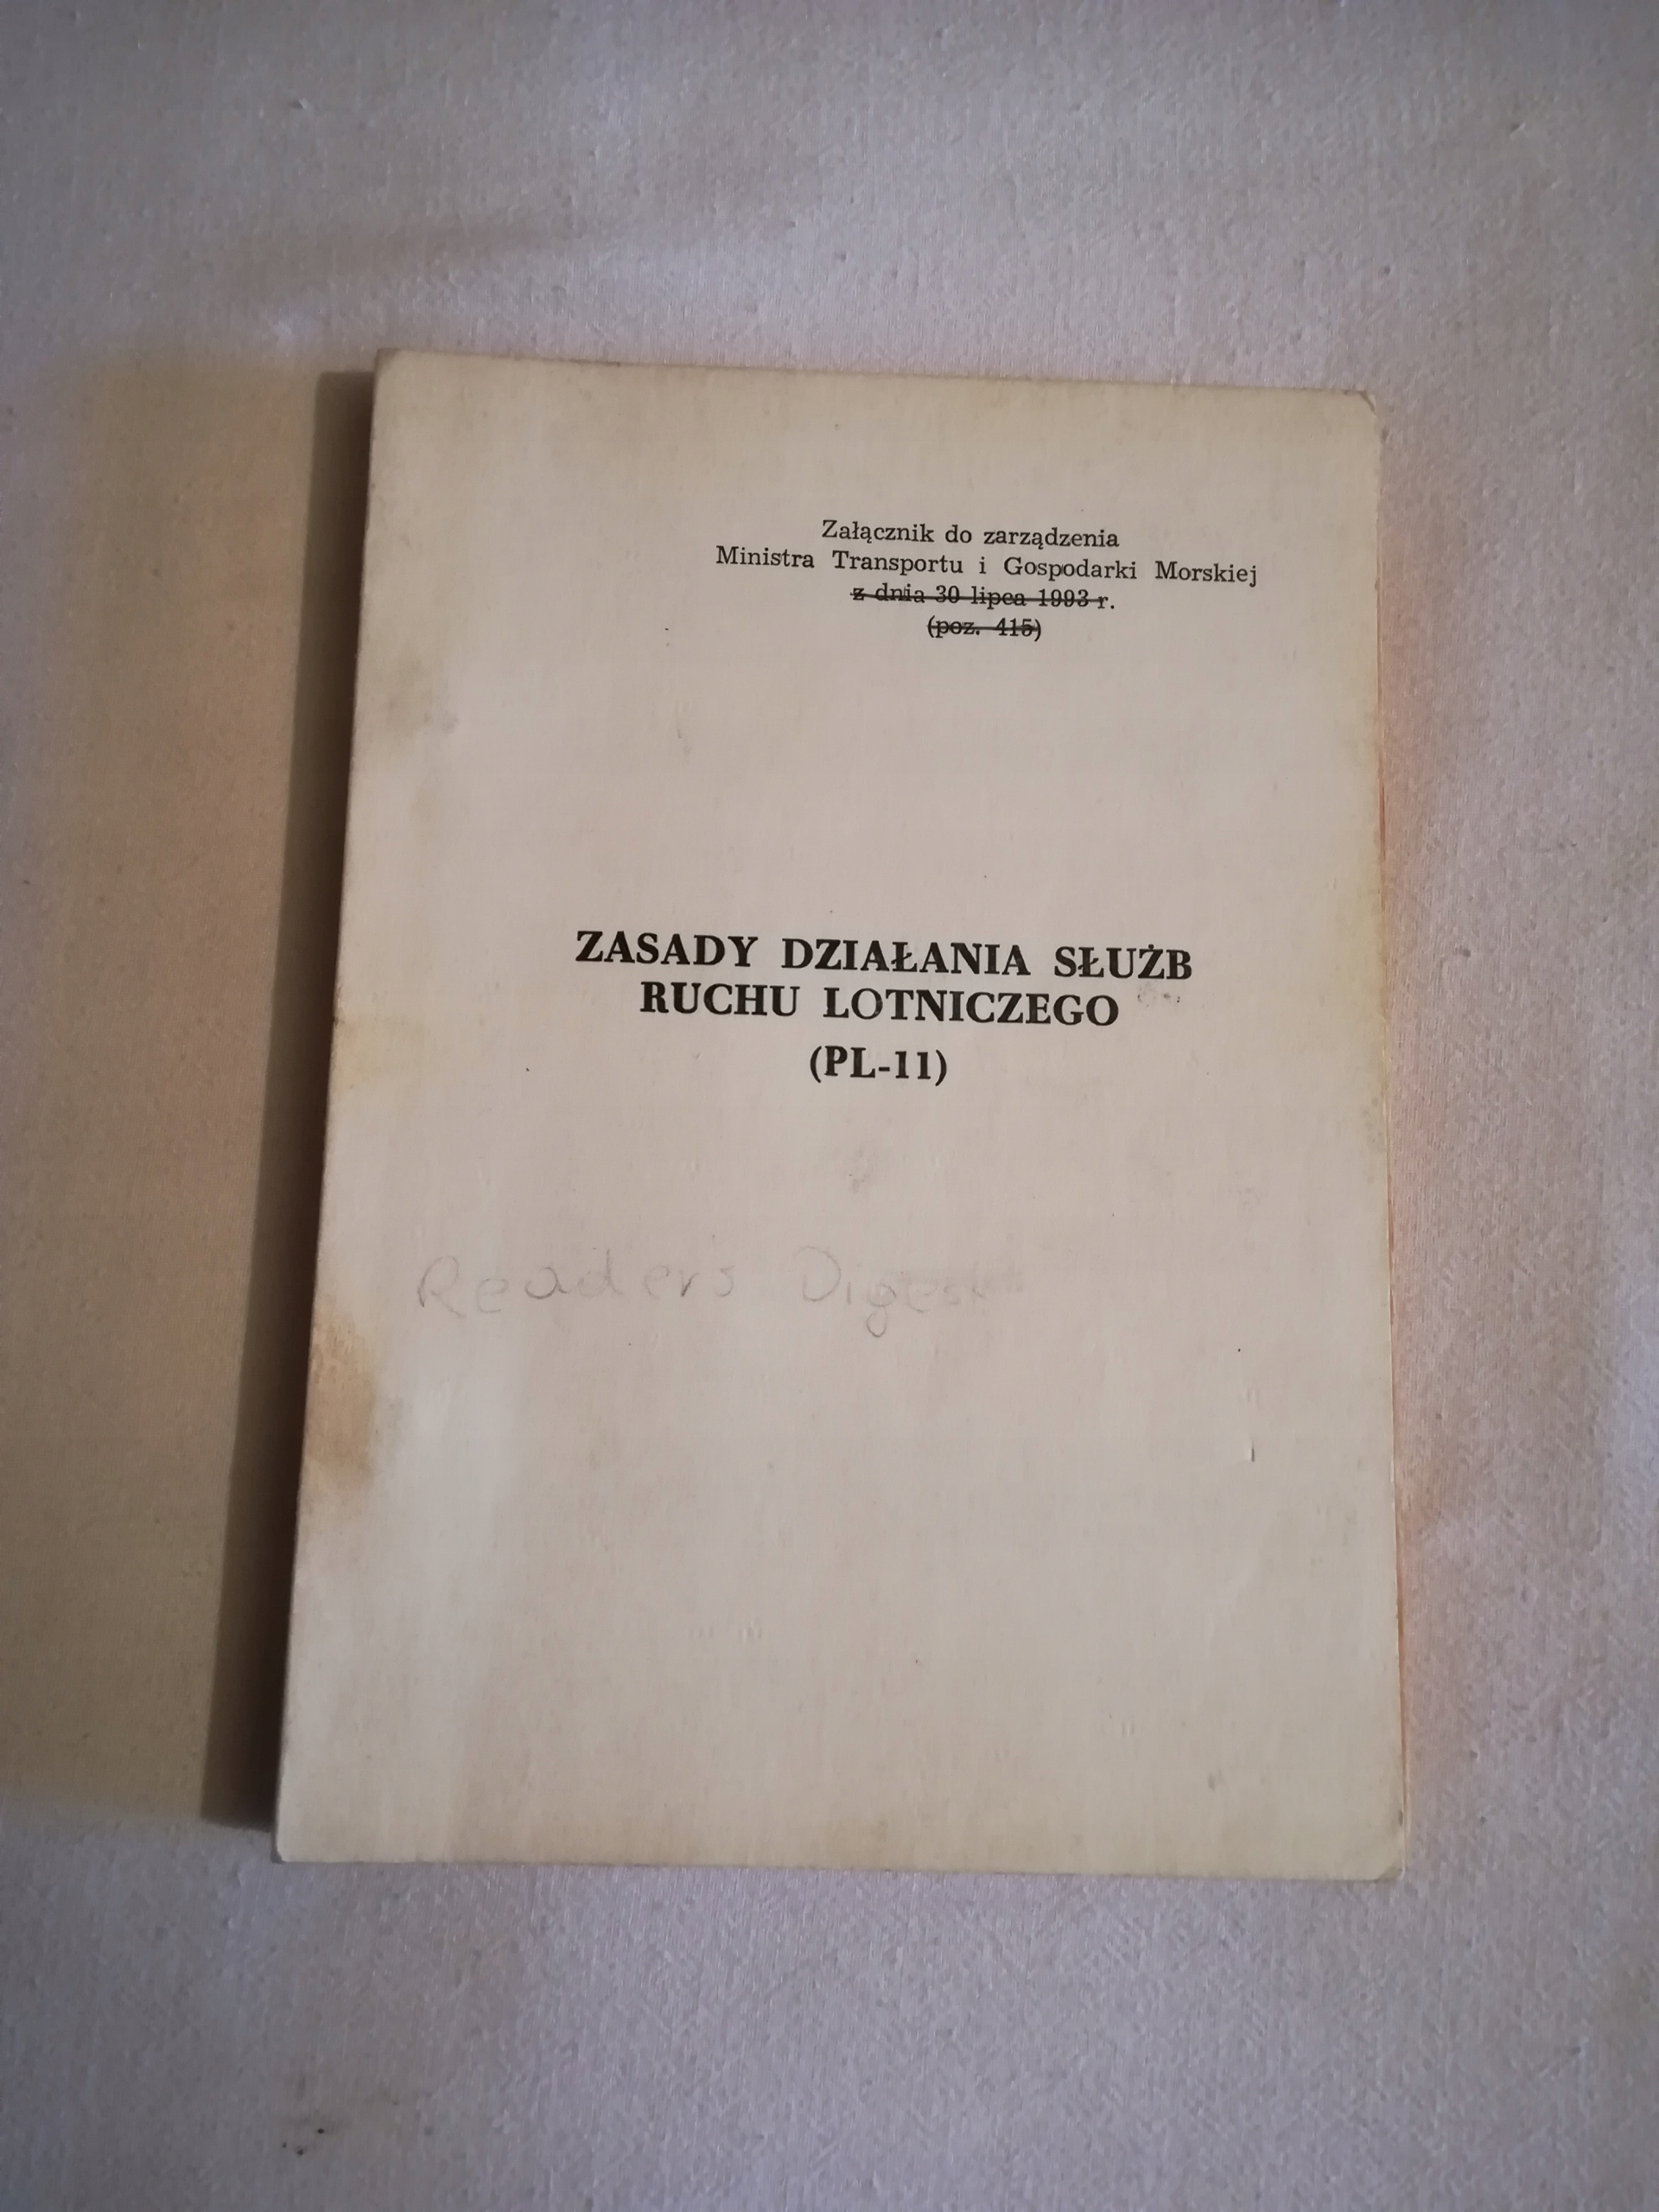 Załącznik do zarządzenia
Ministra Transportu i Gospodarki Morskiej
z dnia 30 lipca 1993 r.
(poz. 415)
ZASADY DZIAŁANIA SŁUŻB
RUCHU LOTNICZEGO
(PL-11)
Readers Digest